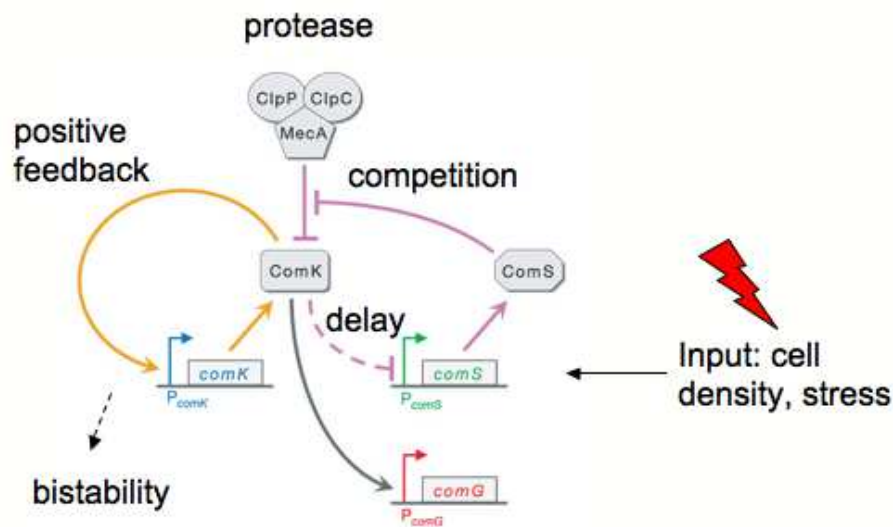 protease
ClpP ClpC
MecA
positive
feedback
competition
ComK
ComS
delay
comK
PcomK
comS
PcomS
Input: cell
density, stress
bistability
comG
PcomG